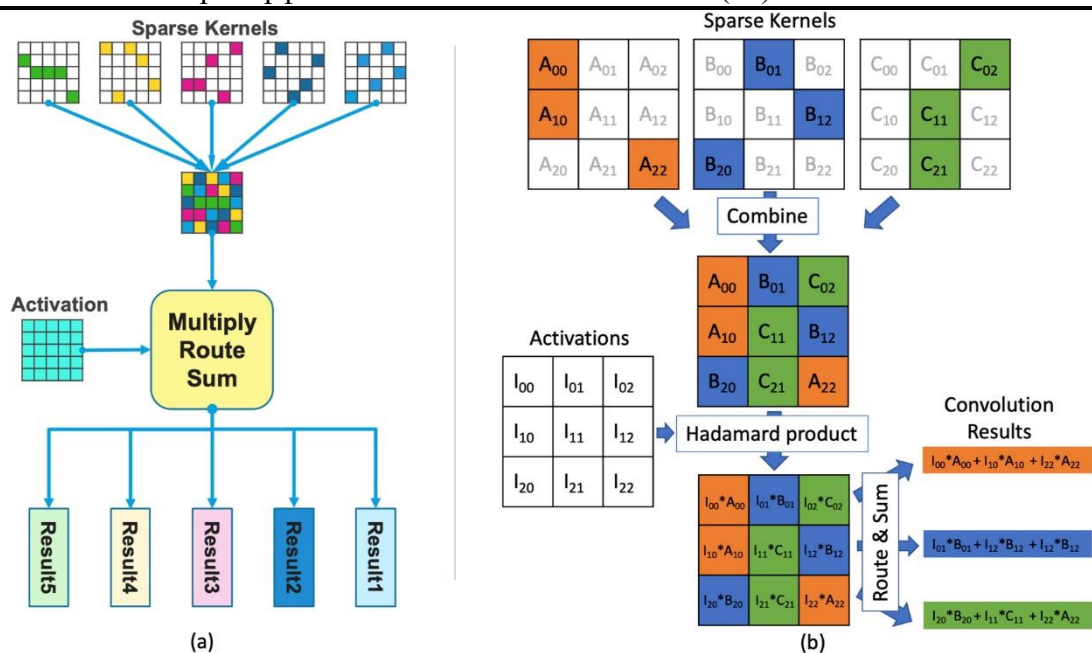 Sparse Kernels
Activation
Multiply
Route
Sum
Result5
Result4
Result3
Result2
Result1
(a)
Sparse Kernels
A00 A01 A02
A10 A11 A12
A20 A21 A22
B00 B01 B02
B10 B11 B12
B20 B21 B22
C00 C01 C02
C10 C11 C12
C20 C21 C22
Combine
A00 B01 C02
A10 C11 B12
B20 C21 A22
Activations
I00 I01 I02
I10 I11 I12
I20 I21 I22
Hadamard product
I00*A00 I01*B01 I02*C02
I10*A10 I11*C11 I12*B12
I20*B20 I21*C21 I22*A22
Route & Sum
Convolution
Results
I00*A00 + I10*A10 + I22*A22
I01*B01 + I12*B12 + I12*B12
I20*B20 + I11*C11 + I22*A22
(b)